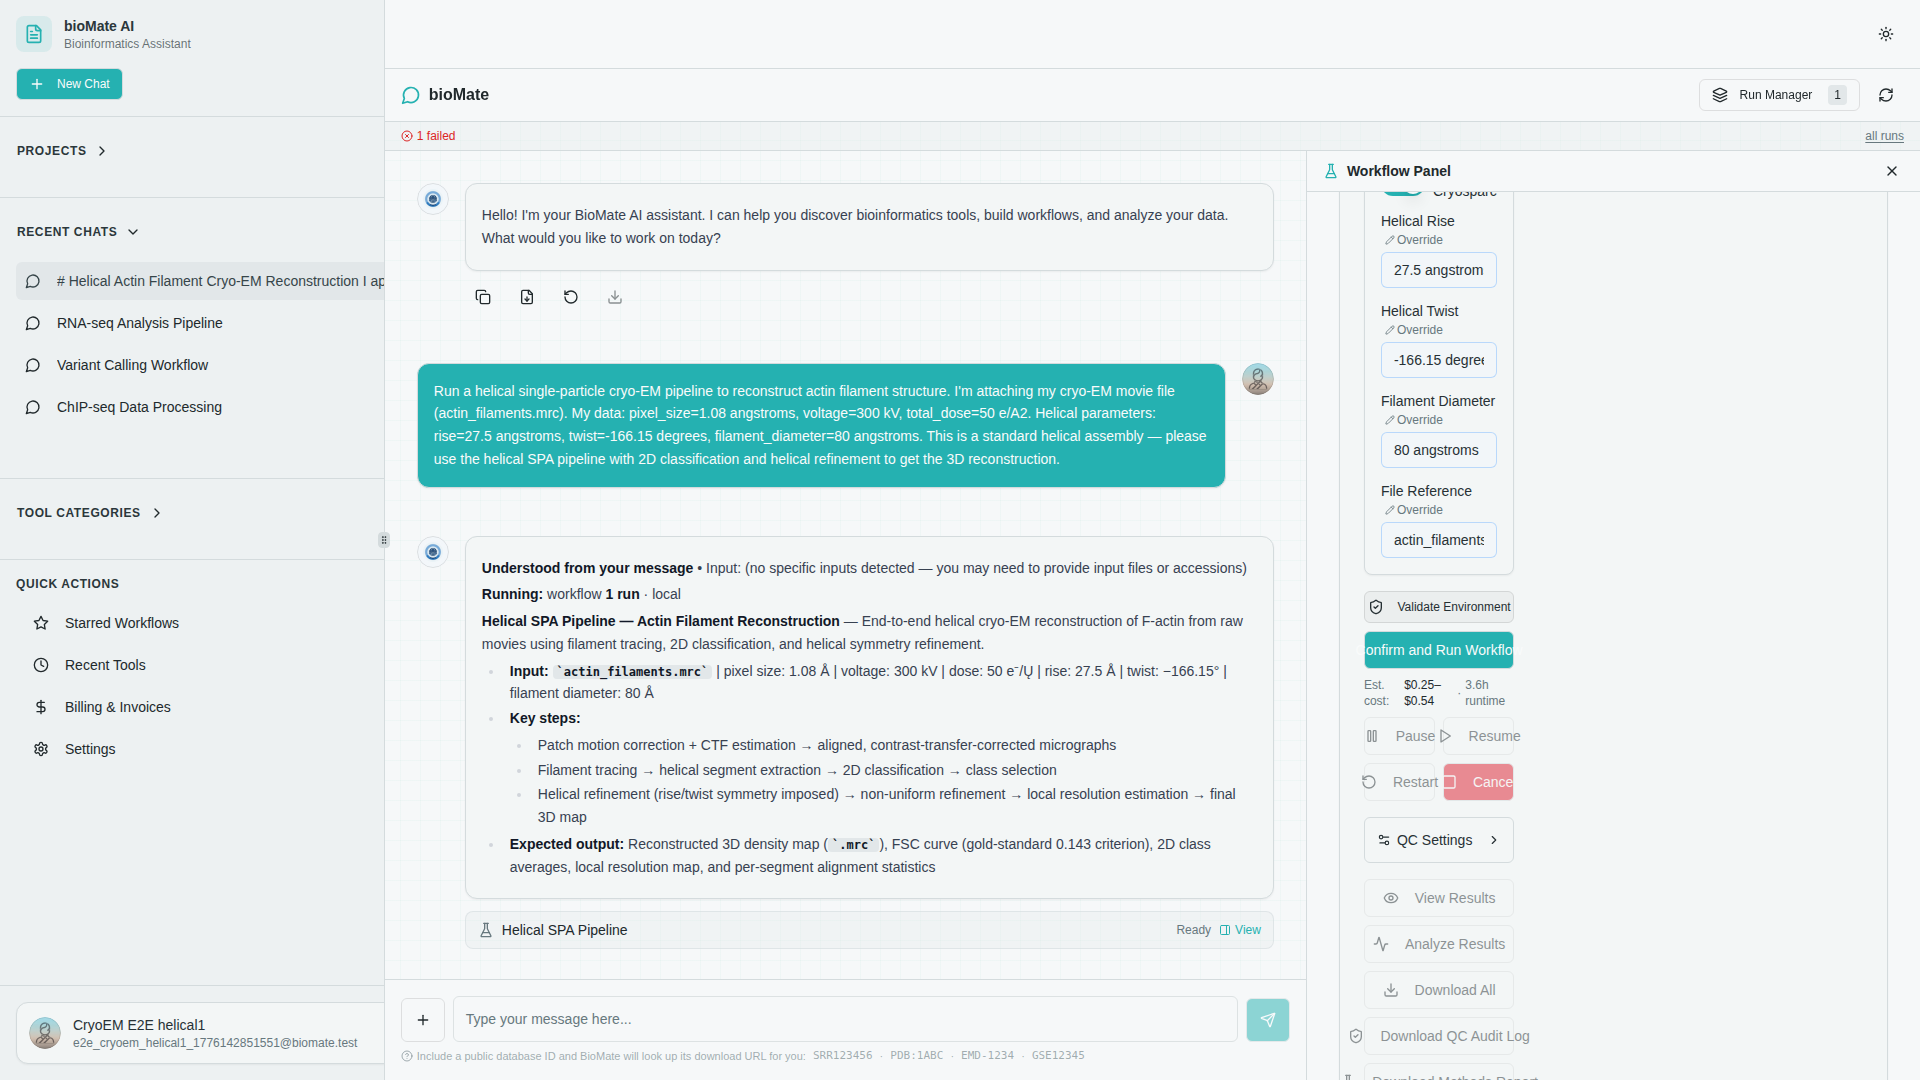 bioMate AI
Bioinformatics Assistant
New Chat
PROJECTS
RECENT CHATS
# Helical Actin Filament Cryo-EM Reconstruction I ap
RNA-seq Analysis Pipeline
Variant Calling Workflow
ChIP-seq Data Processing
TOOL CATEGORIES
QUICK ACTIONS
Starred Workflows
Recent Tools
Billing & Invoices
Settings
CryoEM E2E helical1
e2e_cryoem_helical1_1776142851551@biomate.test
bioMate
Run Manager 1
1 failed
all runs
Hello! I'm your BioMate AI assistant. I can help you discover bioinformatics tools, build workflows, and analyze your data.
What would you like to work on today?
Run a helical single-particle cryo-EM pipeline to reconstruct actin filament structure. I'm attaching my cryo-EM movie file
(actin_filaments.mrc). My data: pixel_size=1.08 angstroms, voltage=300 kV, total_dose=50 e/A2. Helical parameters:
rise=27.5 angstroms, twist=-166.15 degrees, filament_diameter=80 angstroms. This is a standard helical assembly — please
use the helical SPA pipeline with 2D classification and helical refinement to get the 3D reconstruction.
Understood from your message • Input: (no specific inputs detected — you may need to provide input files or accessions)
Running: workflow 1 run · local
Helical SPA Pipeline — Actin Filament Reconstruction — End-to-end helical cryo-EM reconstruction of F-actin from raw
movies using filament tracing, 2D classification, and helical symmetry refinement.
Input: `actin_filaments.mrc` | pixel size: 1.08 Å | voltage: 300 kV | dose: 50 e⁻/Ų | rise: 27.5 Å | twist: −166.15° |
filament diameter: 80 Å
Key steps:
Patch motion correction + CTF estimation → aligned, contrast-transfer-corrected micrographs
Filament tracing → helical segment extraction → 2D classification → class selection
Helical refinement (rise/twist symmetry imposed) → non-uniform refinement → local resolution estimation → final
3D map
Expected output: Reconstructed 3D density map (`.mrc`), FSC curve (gold-standard 0.143 criterion), 2D class
averages, local resolution map, and per-segment alignment statistics
Helical SPA Pipeline
Ready View
Type your message here...
Include a public database ID and BioMate will look up its download URL for you: SRR123456 · PDB:1ABC · EMD-1234 · GSE12345
Workflow Panel
Cryosparc
Helical Rise
Override
27.5 angstrom
Helical Twist
Override
-166.15 degree
Filament Diameter
Override
80 angstroms
File Reference
Override
actin_filaments
Validate Environment
onfirm and Run Workflow
Est. cost: $0.25–$0.54 · 3.6h runtime
Pause
Resume
Restart
Cance
QC Settings
View Results
Analyze Results
Download All
Download QC Audit Log
Download Methods Report